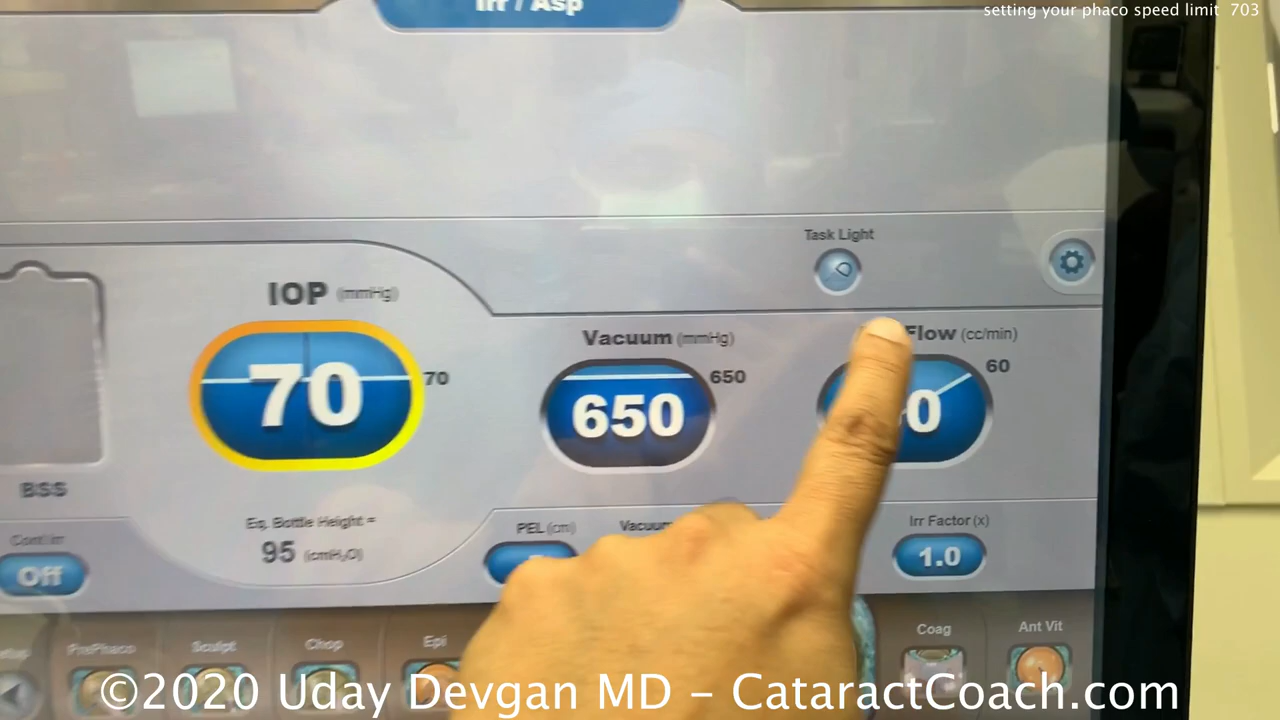 setting your phaco speed limit 703
Irr / Asp
Task Light
IOP (mmHg)
70
70
Vacuum (mmHg)
650
650
Flow (cc/min)
60
BSS
Eq. Bottle Height =
95 (cmH₂O)
PEL (cm)
Vacuum
Irr Factor (x)
1.0
Cont Irr
Off
PrePhaco
Sculpt
Chop
Epi
Coag
Ant Vit
©2020 Uday Devgan MD – CataractCoach.com